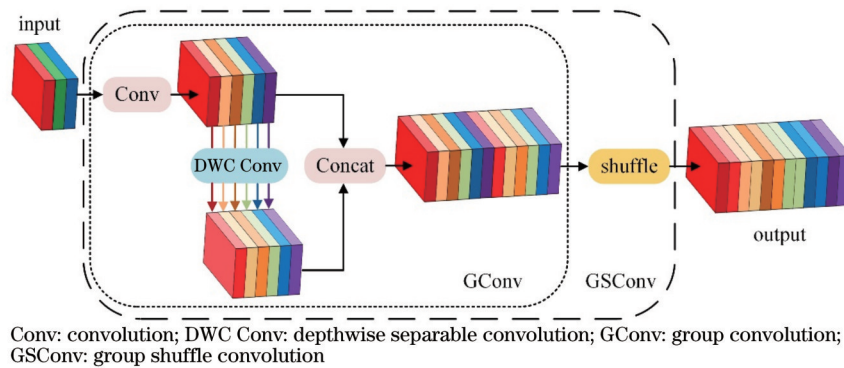 input
Conv
DWC Conv
Concat
shuffle
output
GConv
GSConv
Conv: convolution; DWC Conv: depthwise separable convolution; GConv: group convolution;
GSConv: group shuffle convolution